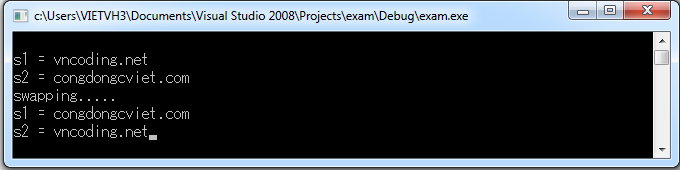 c:\Users\VIETVH3\Documents\Visual Studio 2008\Projects\exam\Debug\exam.exe
s1 = vncoding.net
s2 = congdongcviet.com
swapping.....
s1 = congdongcviet.com
s2 = vncoding.net